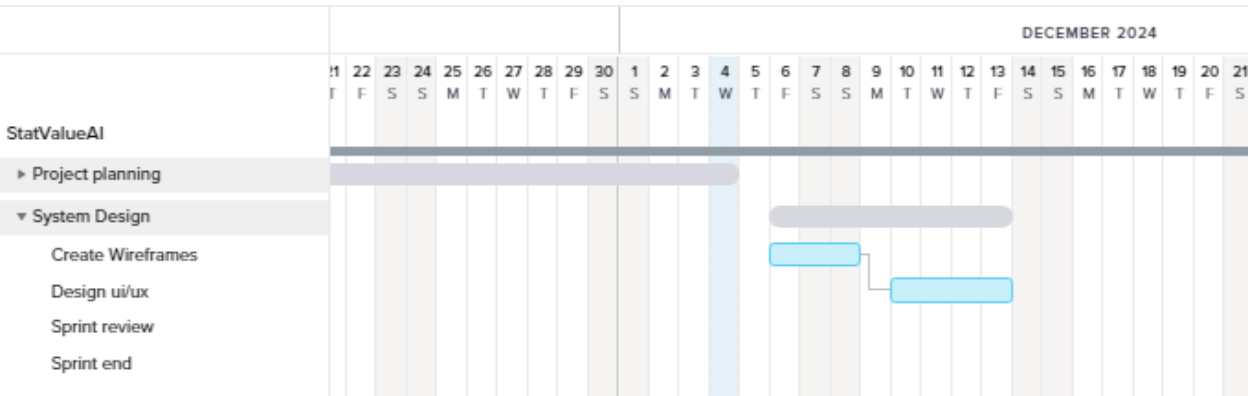 DECEMBER 2024
22 23 24 25 26 27 28 29 30 1 2 3 4 5 6 7 8 9 10 11 12 13 14 15 16 17 18 19 20 21
T F S S M T W T F S S M T W T F S S M T W T F S S M T W T F S
StatValueAI
Project planning
System Design
Create Wireframes
Design ui/ux
Sprint review
Sprint end